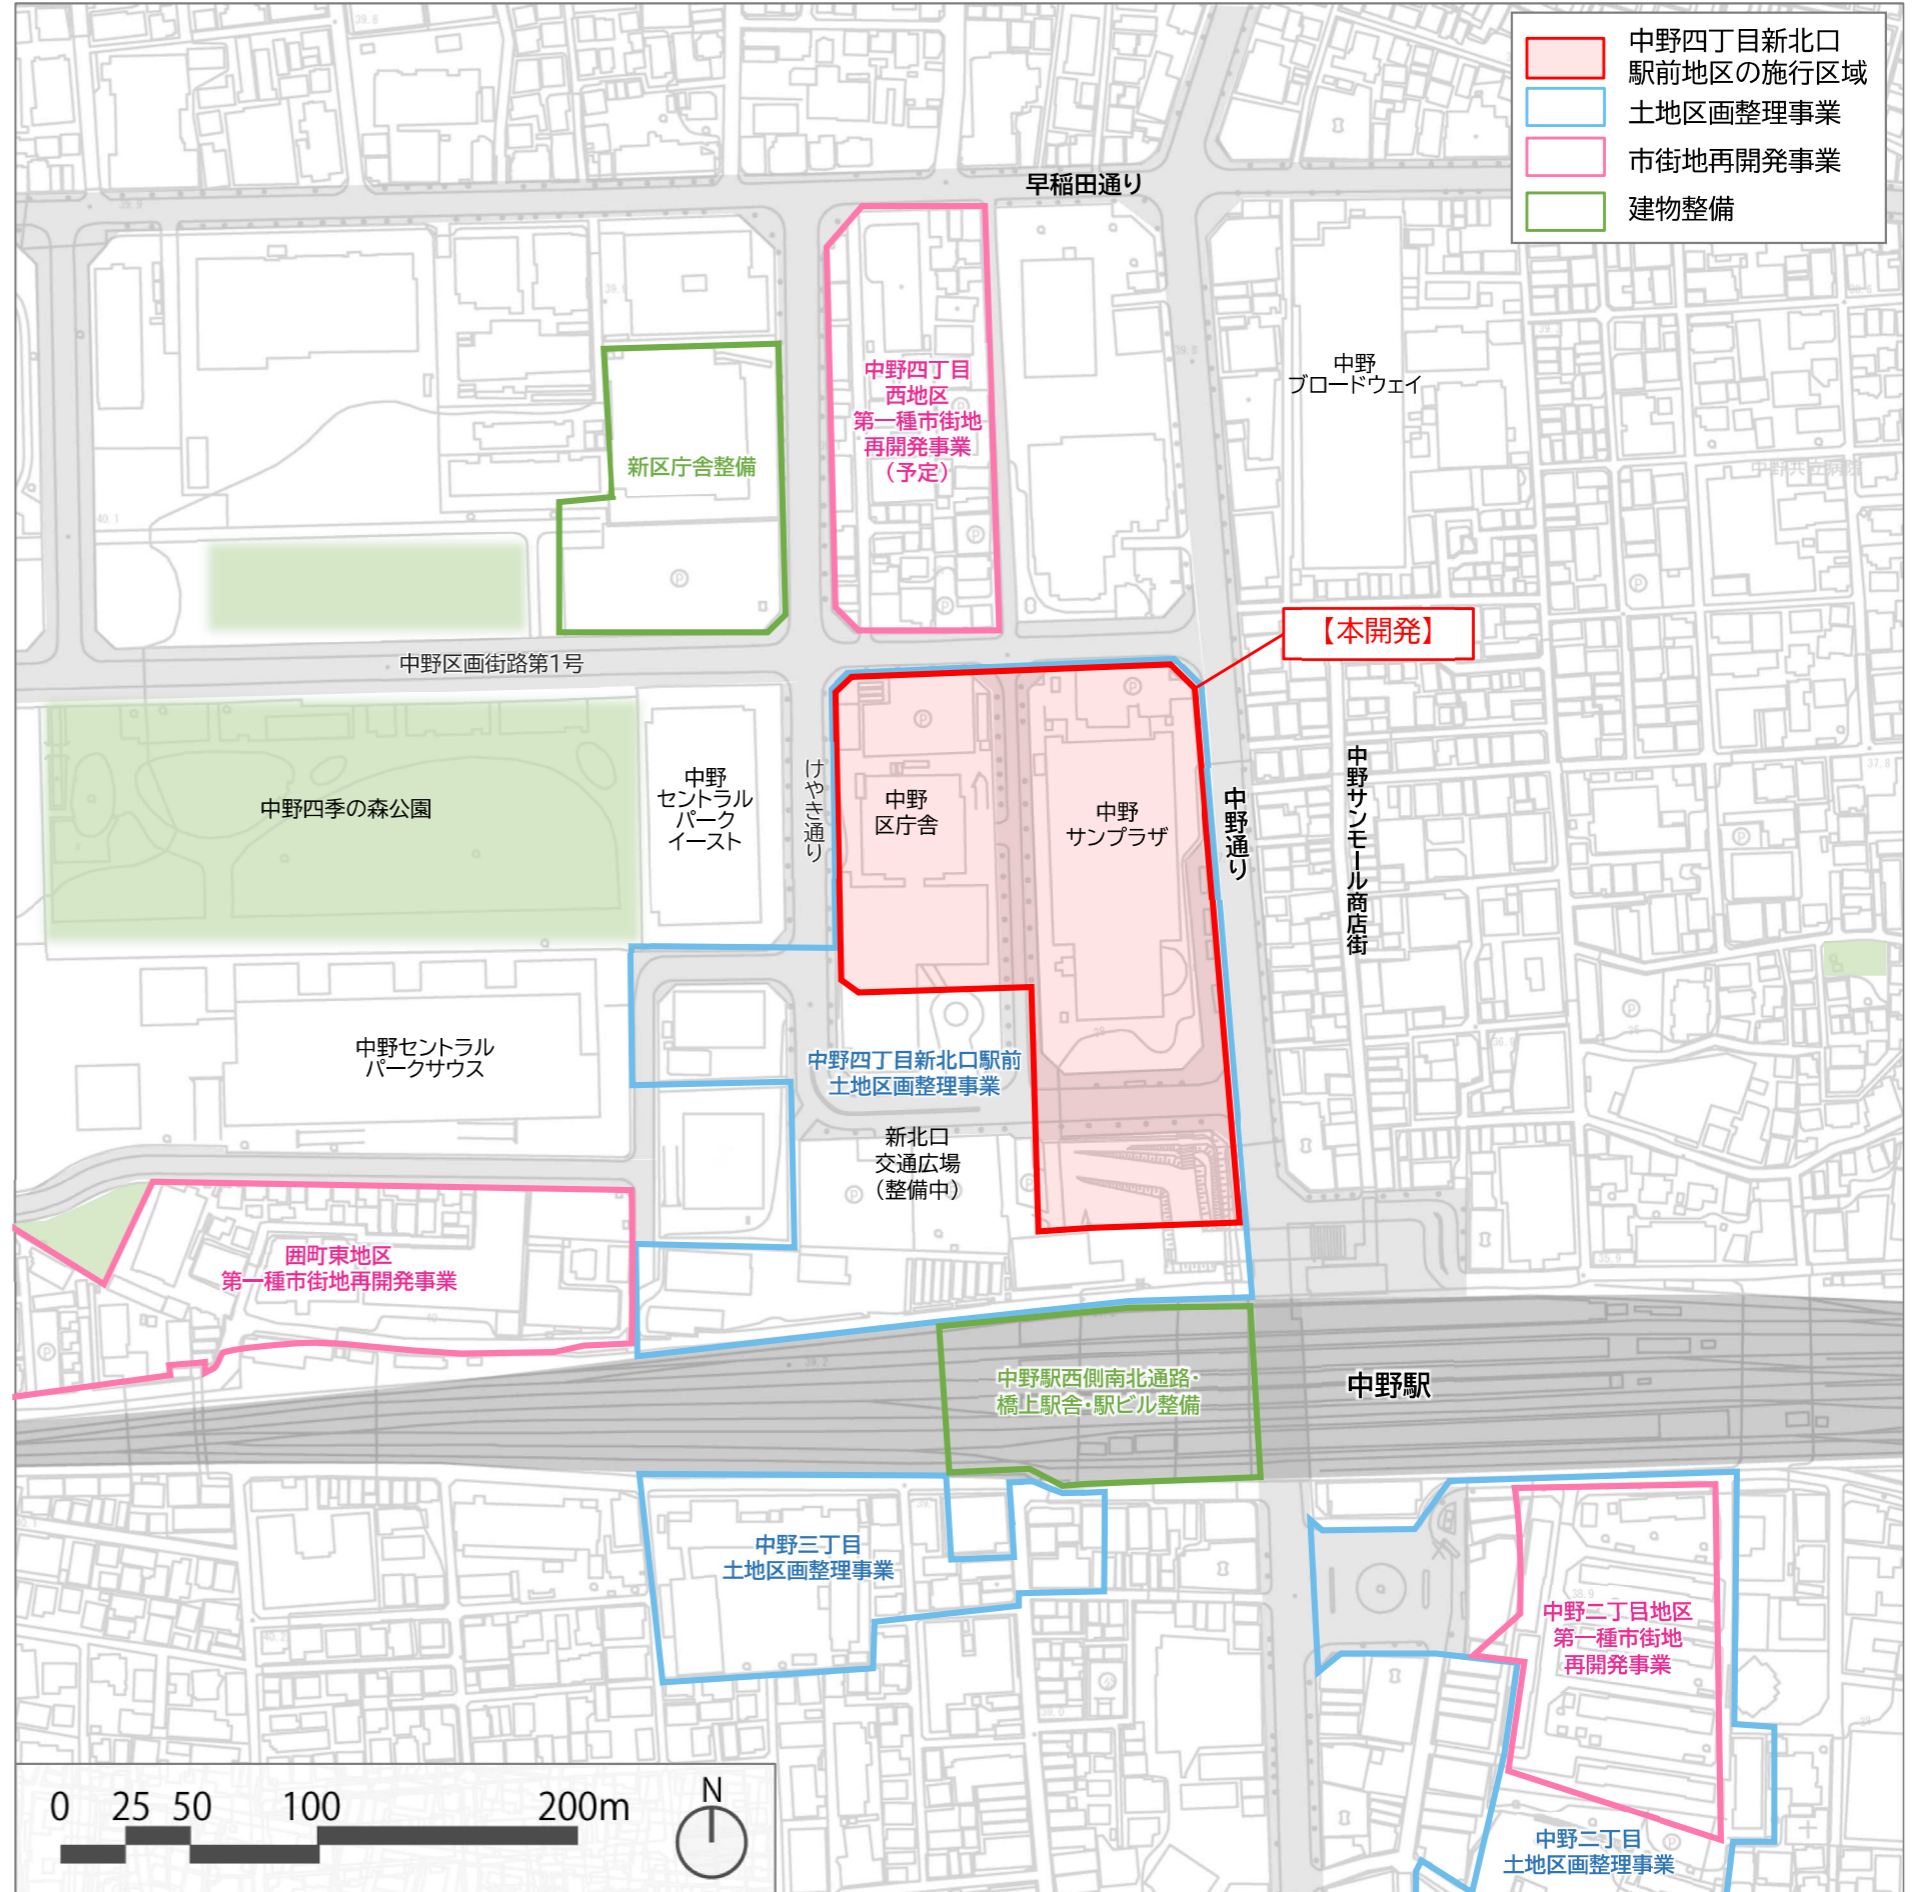 中野四丁目新北口
駅前地区の施行区域
土地区画整理事業
市街地再開発事業
建物整備
早稲田通り
中野四丁目
西地区
第一種市街地
再開発事業
（予定）
中野
ブロードウェイ
新区庁舎整備
中野共立病院
【本開発】
中野区画街路第1号
中野四季の森公園
中野
セントラル
パーク
イースト
けやき通り
中野
区庁舎
中野
サンプラザ
中野通り
中野サンモール商店街
中野セントラル
パークサウス
中野四丁目新北口駅前
土地区画整理事業
新北口
交通広場
（整備中）
囲町東地区
第一種市街地再開発事業
中野駅西側南北通路・
橋上駅舎・駅ビル整備
中野駅
中野三丁目
土地区画整理事業
中野二丁目地区
第一種市街地
再開発事業
中野二丁目
土地区画整理事業
0 25 50 100 200m
N